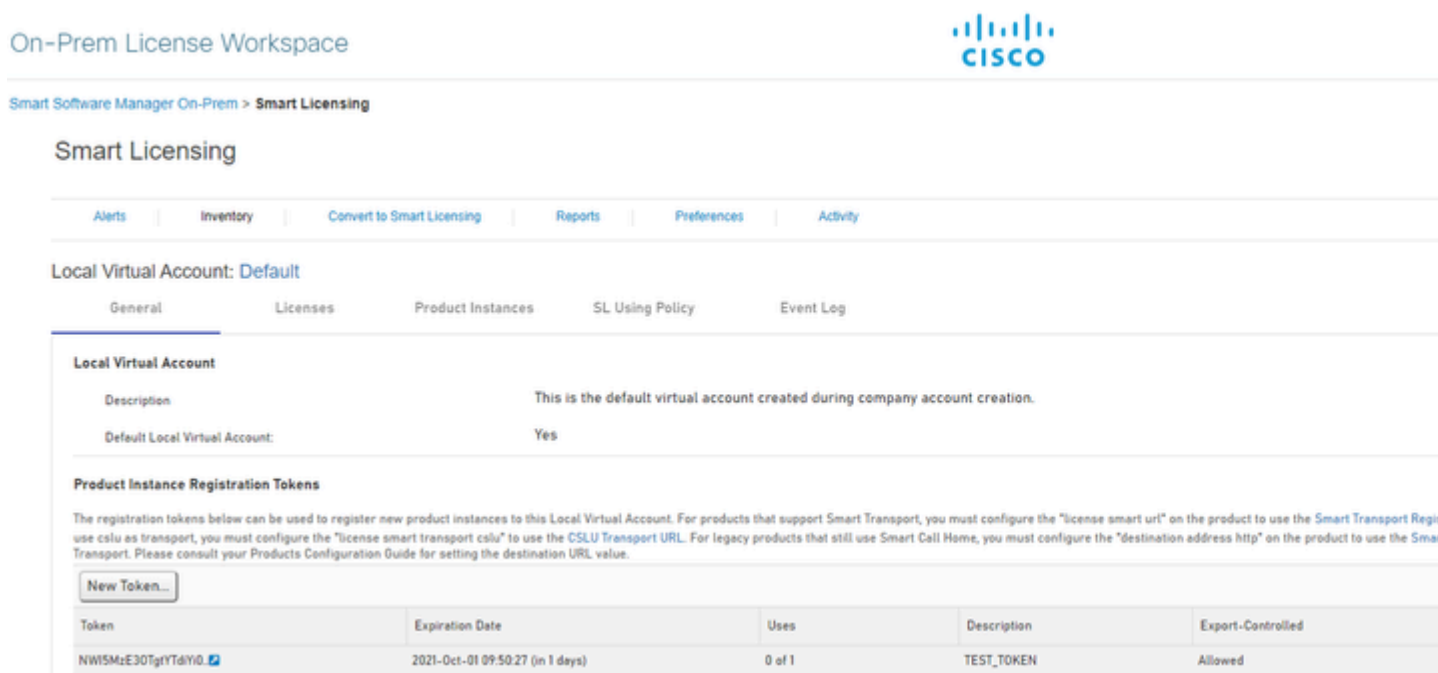 On-Prem License Workspace
CISCO
Smart Software Manager On-Prem > Smart Licensing
Smart Licensing
Alerts Inventory Convert to Smart Licensing Reports Preferences Activity
Local Virtual Account: Default
General Licenses Product Instances SL Using Policy Event Log
Local Virtual Account
Description This is the default virtual account created during company account creation.
Default Local Virtual Account: Yes
Product Instance Registration Tokens
The registration tokens below can be used to register new product instances to this Local Virtual Account. For products that support Smart Transport, you must configure the "license smart url" on the product to use the Smart Transport Regi
use cslu as transport, you must configure the "license smart transport cslu" to use the CSLU Transport URL. For legacy products that still use Smart Call Home, you must configure the "destination address http" on the product to use the Smar
Transport. Please consult your Products Configuration Guide for setting the destination URL value.
New Token...
Token Expiration Date Uses Description Export-Controlled
2021-Oct-01 09:50:27 (in 1 days) 0 of 1 TEST_TOKEN Allowed